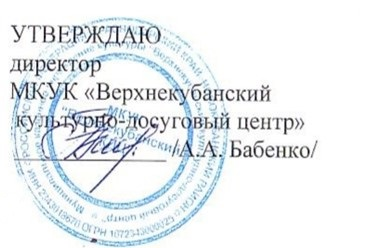 УТВЕРЖДАЮ
директор
МКУК «Верхнекубанский
культурно-досуговый центр»
/А.А. Бабенко/